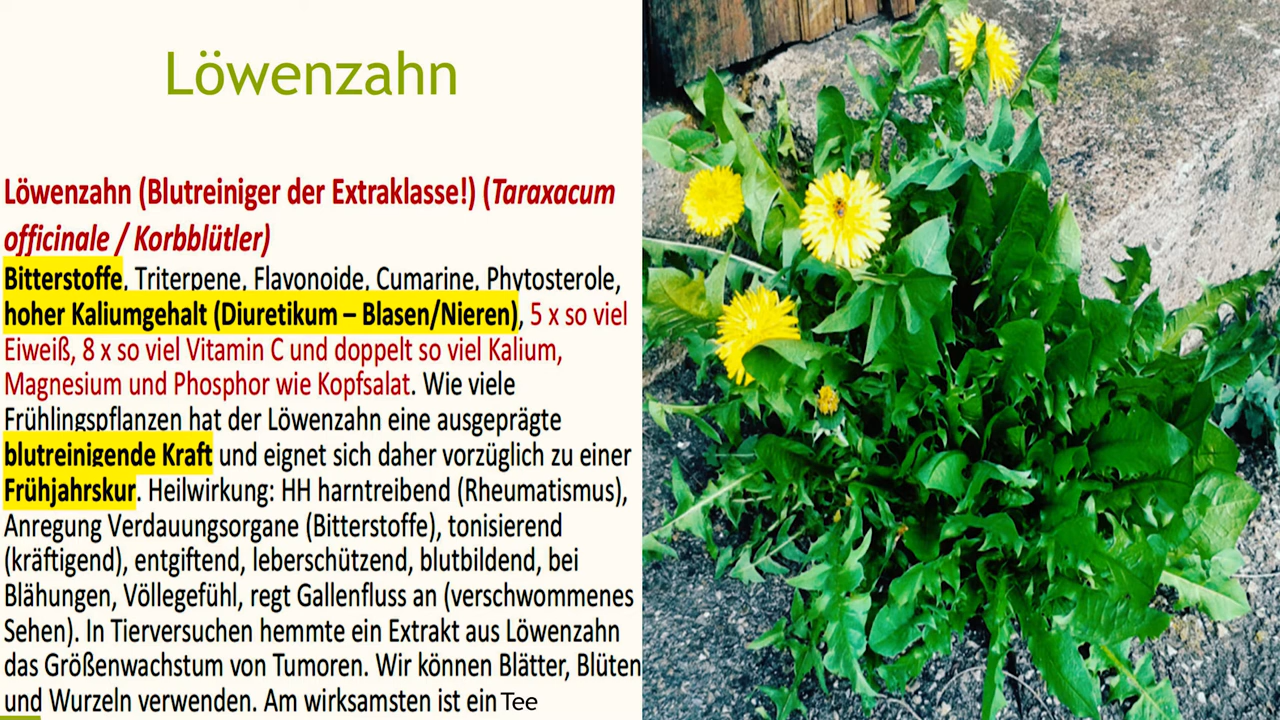 Löwenzahn
Löwenzahn (Blutreiniger der Extraklasse!) (Taraxacum
officinale / Korbblütler)
Bitterstoffe, Triterpene, Flavonoide, Cumarine, Phytosterole,
hoher Kaliumgehalt (Diuretikum – Blasen/Nieren), 5 x so viel
Eiweiß, 8 x so viel Vitamin C und doppelt so viel Kalium,
Magnesium und Phosphor wie Kopfsalat. Wie viele
Frühlingspflanzen hat der Löwenzahn eine ausgeprägte
blutreinigende Kraft und eignet sich daher vorzüglich zu einer
Frühjahrskur. Heilwirkung: HH harntreibend (Rheumatismus),
Anregung Verdauungsorgane (Bitterstoffe), tonisierend
(kräftigend), entgiftend, leberschützend, blutbildend, bei
Blähungen, Völlegefühl, regt Gallenfluss an (verschwommenes
Sehen). In Tierversuchen hemmte ein Extrakt aus Löwenzahn
das Größenwachstum von Tumoren. Wir können Blätter, Blüten
und Wurzeln verwenden. Am wirksamsten ist ein Tee